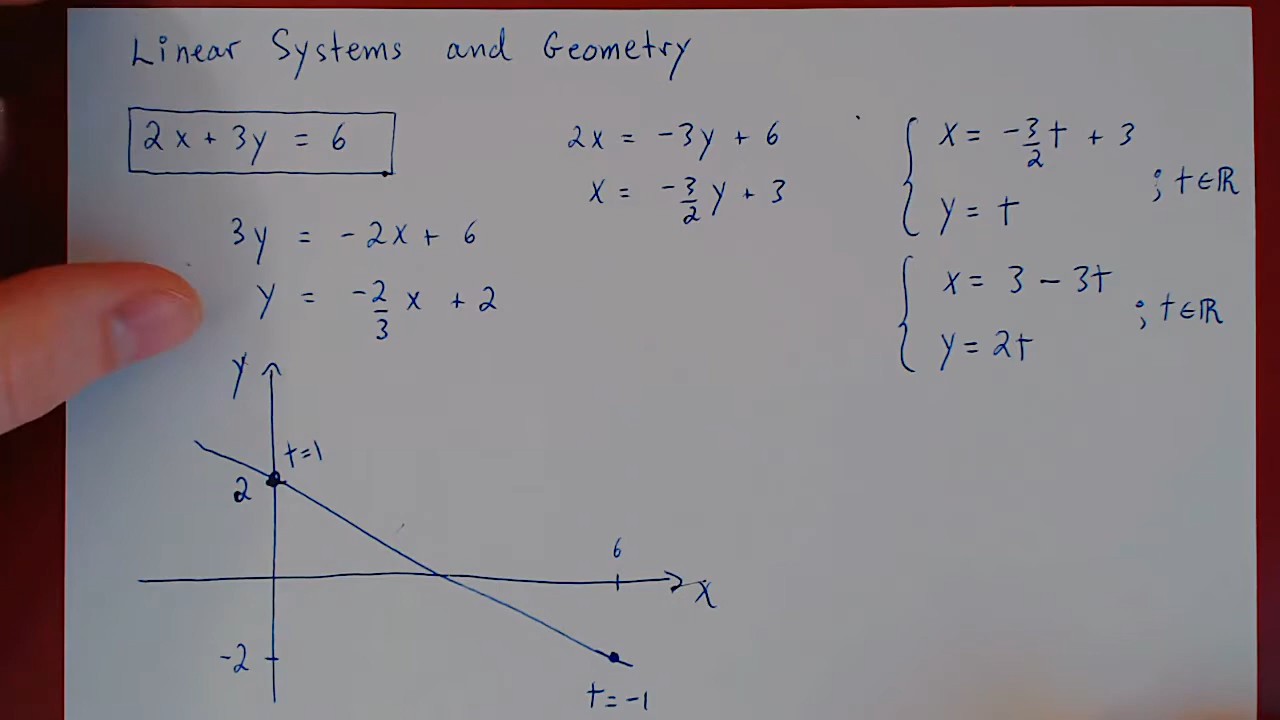 Linear Systems and Geometry
2x + 3y = 6
3y = -2x + 6
y = -2/3 x + 2
2x = -3y + 6
x = -3/2 y + 3
{ x = -3/2 t + 3
y = t ; t∈ℝ
{ x = 3 - 3t
y = 2t ; t∈ℝ
y
t=1
2
6
x
-2
t=-1